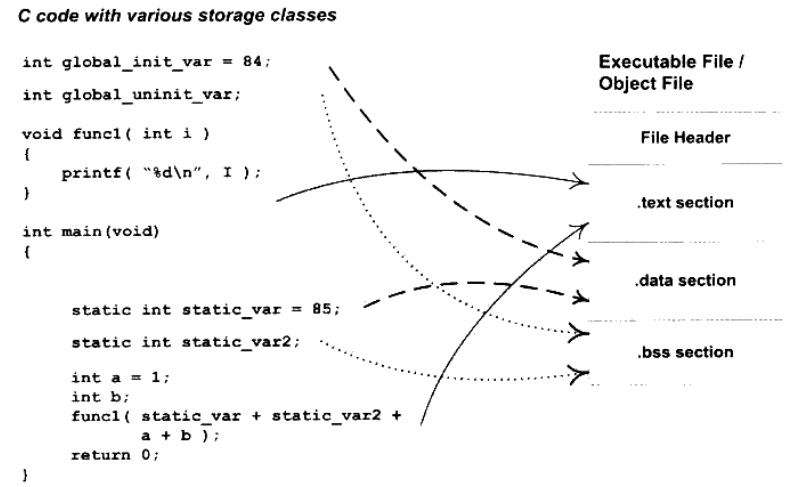 C code with various storage classes
int global_init_var = 84;
int global_uninit_var;
void func1( int i )
{
printf( “%d\n”, I );
}
int main(void)
{
static int static_var = 85;
static int static_var2;
int a = 1;
int b;
func1( static_var + static_var2 +
a + b );
return 0;
}
Executable File /
Object File
File Header
.text section
.data section
.bss section